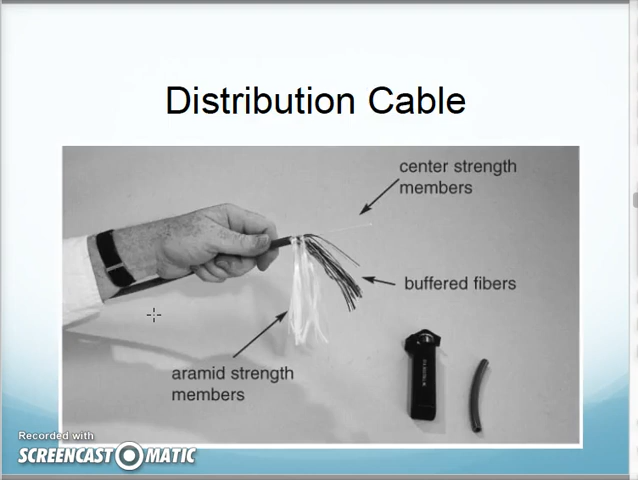 Distribution Cable
center strength
members
buffered fibers
aramid strength
members
Recorded with
SCREENCAST-O-MATIC